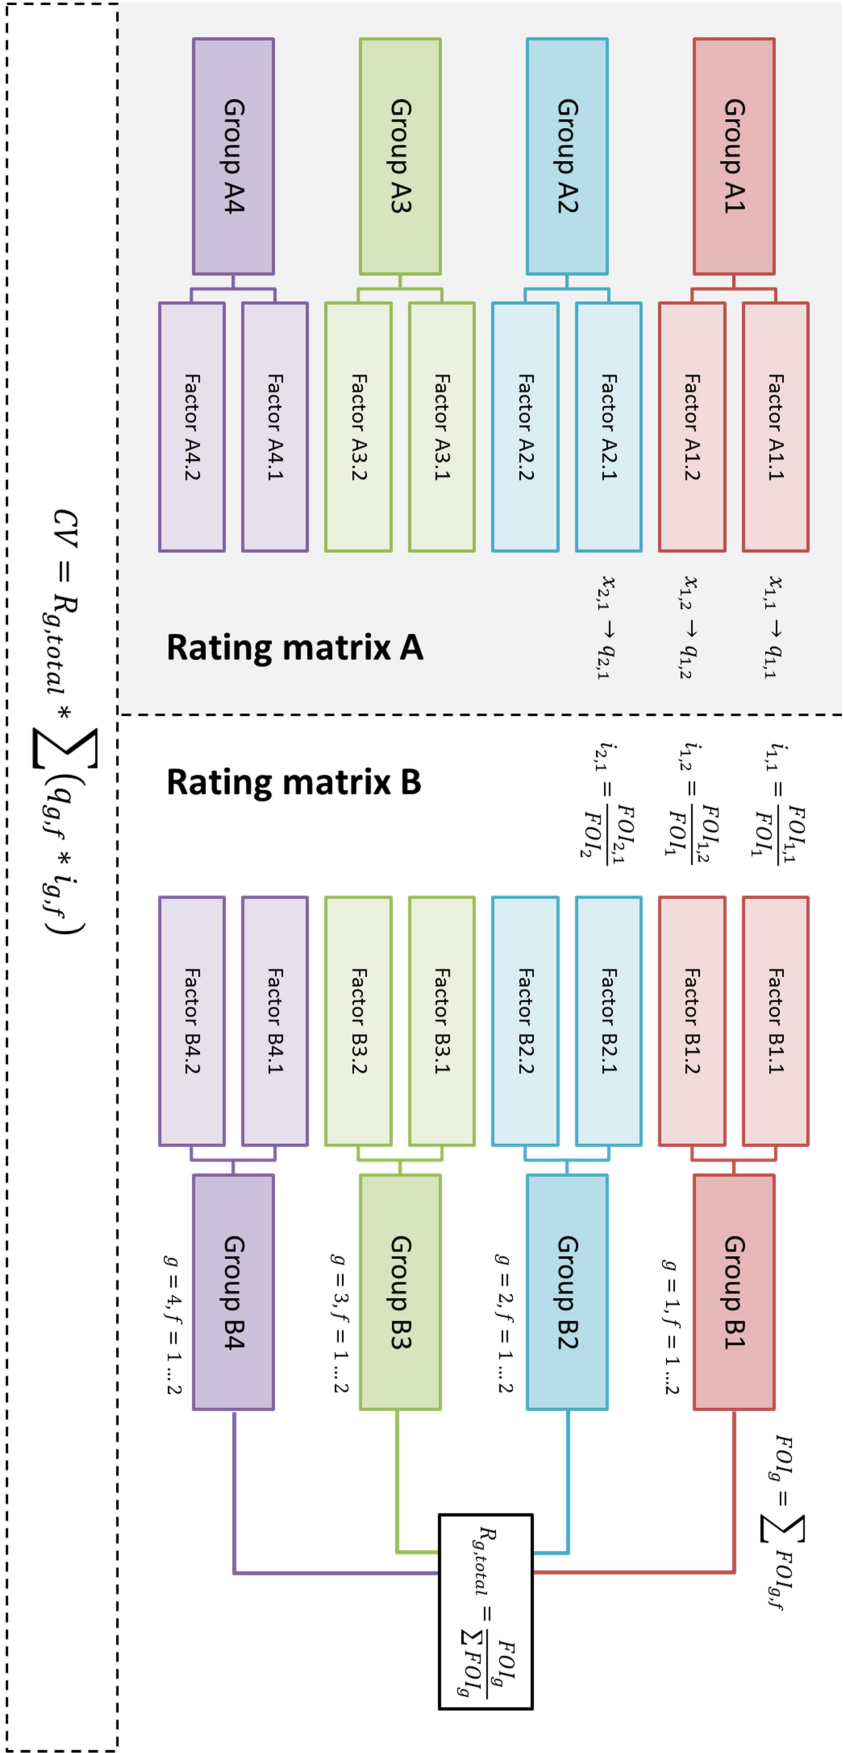 Group A1
Factor A1.1
Factor A1.2
x_{1,1} → q_{1,1}
x_{1,2} → q_{1,2}
Group A2
Factor A2.1
Factor A2.2
x_{2,1} → q_{2,1}
Group A3
Factor A3.1
Factor A3.2
Group A4
Factor A4.1
Factor A4.2
Rating matrix A
i_{1,1} = \frac{FOI_{1,1}}{FOI_1}
i_{1,2} = \frac{FOI_{1,2}}{FOI_1}
i_{2,1} = \frac{FOI_{2,1}}{FOI_2}
Rating matrix B
Factor B1.1
Factor B1.2
Group B1
g = 1, f = 1 ... 2
Factor B2.1
Factor B2.2
Group B2
g = 2, f = 1 ... 2
Factor B3.1
Factor B3.2
Group B3
g = 3, f = 1 ... 2
Factor B4.1
Factor B4.2
Group B4
g = 4, f = 1 ... 2
FOI_g = ∑ FOI_{g,f}
R_{g,total} = \frac{FOI_g}{∑ FOI_g}
CV = R_{g,total} * ∑(q_{g,f} * i_{g,f})